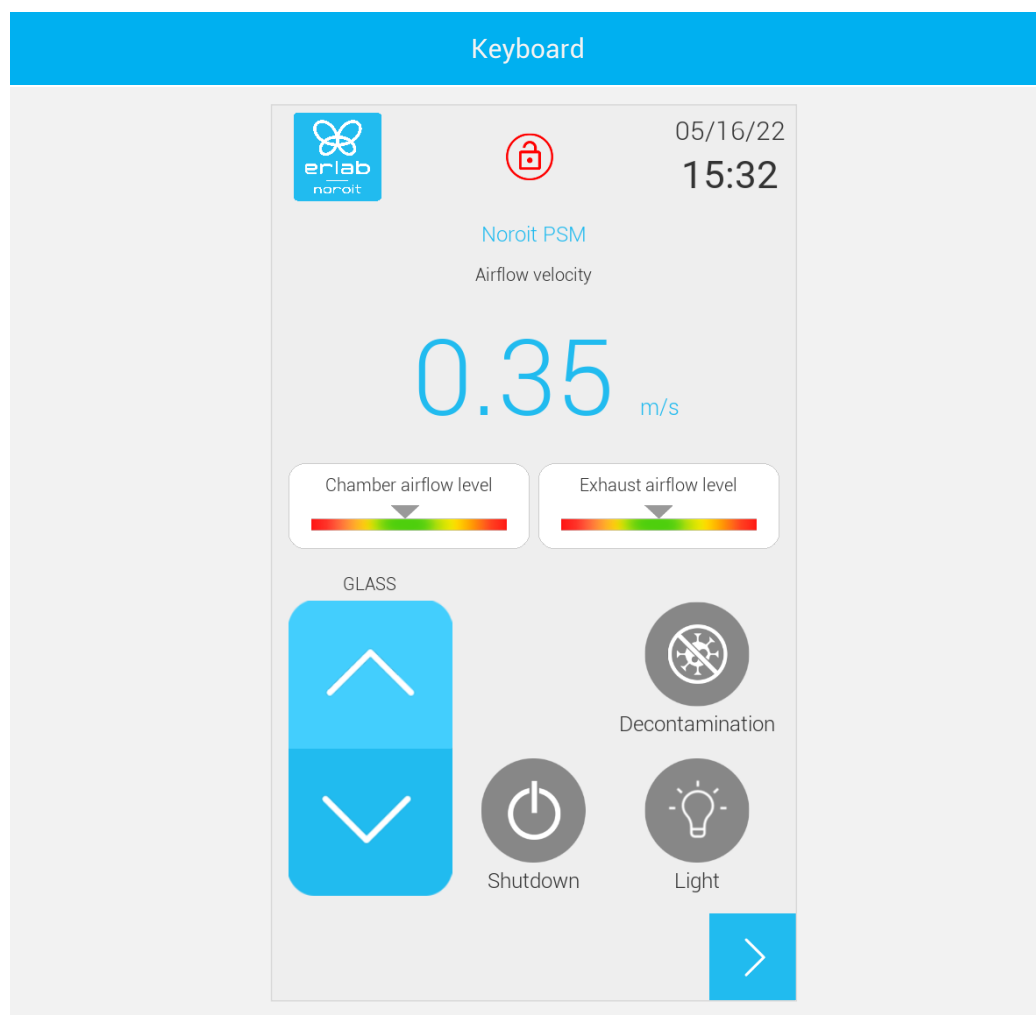 Keyboard
erlab
noroit
05/16/22
15:32
Noroit PSM
Airflow velocity
0.35 m/s
Chamber airflow level
Exhaust airflow level
GLASS
Decontamination
Shutdown
Light